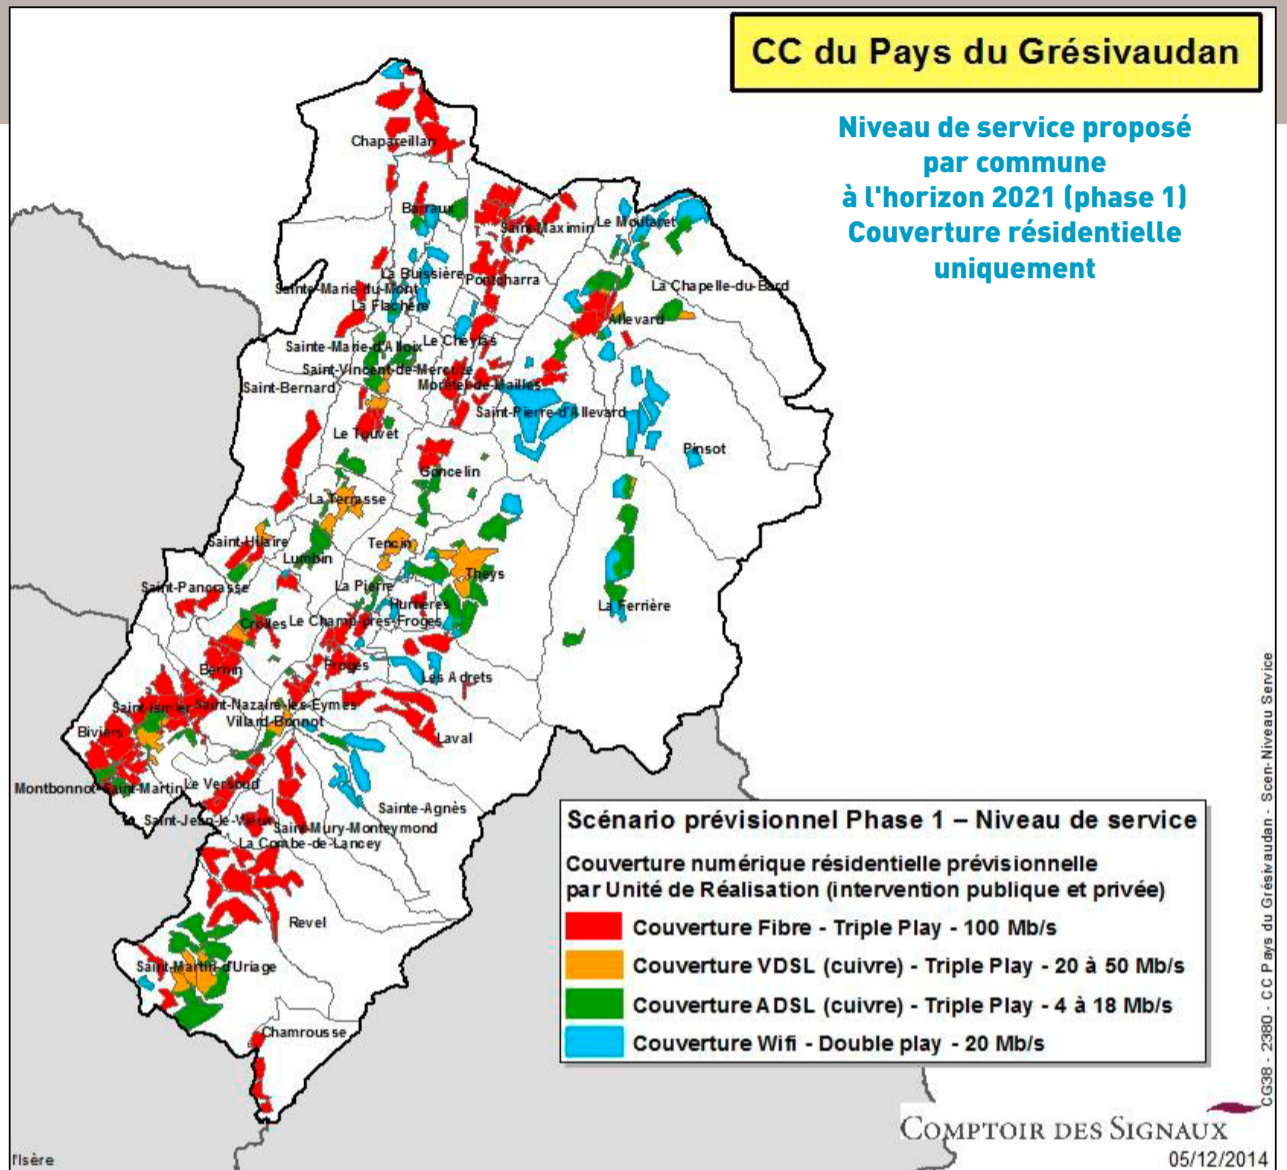 CC du Pays du Grésivaudan
Niveau de service proposé
par commune
à l'horizon 2021 (phase 1)
Couverture résidentielle
uniquement
Chapareillan
Barraux
Saint-Maximin
Le Moutaret
La Buissière
Pontcharra
La Chapelle-du-Bard
Sainte-Marie-du-Mont
La Flachère
Allevard
Sainte-Marie-d'Alloix
Le Cheylas
Saint-Vincent-de-Mercuze
Saint-Bernard
Morêtel-de-Mailles
Saint-Pierre-d'Allevard
Le Touvet
Pinsot
Goncelin
La Terrasse
Saint-Hilaire
Tencin
Lumbin
Theys
Saint-Pancrasse
La Pierre
Hurtières
La Ferrière
Crolles
Le Champ-près-Froges
Bernin
Froges
Les Adrets
Saint-Ismier
Saint-Nazaire-les-Eymes
Villard-Bonnot
Biviers
Laval
Montbonnot-Saint-Martin
Le Versoud
Sainte-Agnès
Saint-Jean-le-Vieux
Saint-Mury-Monteymond
La Combe-de-Lancey
Revel
Saint-Martin-d'Uriage
Chamrousse
Scénario prévisionnel Phase 1 – Niveau de service
Couverture numérique résidentielle prévisionnelle
par Unité de Réalisation (intervention publique et privée)
Couverture Fibre - Triple Play - 100 Mb/s
Couverture VDSL (cuivre) - Triple Play - 20 à 50 Mb/s
Couverture ADSL (cuivre) - Triple Play - 4 à 18 Mb/s
Couverture Wifi - Double play - 20 Mb/s
CG38 - 2380 - CC Pays du Grésivaudan - Scen-Niveau Service
COMPTOIR DES SIGNAUX
l'Isère
05/12/2014